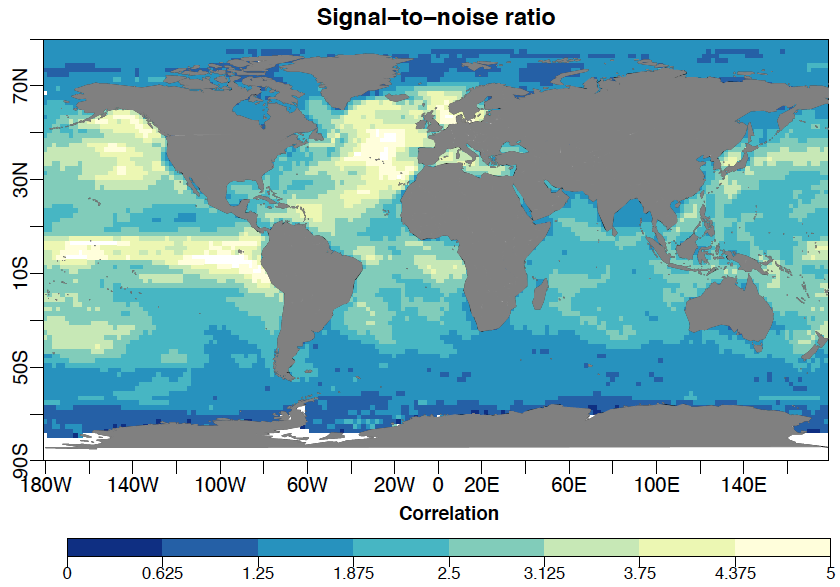 Signal−to−noise ratio
70N
30N
10S
50S
90S
180W 140W 100W 60W 20W 0 20E 60E 100E 140E
Correlation
0 0.625 1.25 1.875 2.5 3.125 3.75 4.375 5